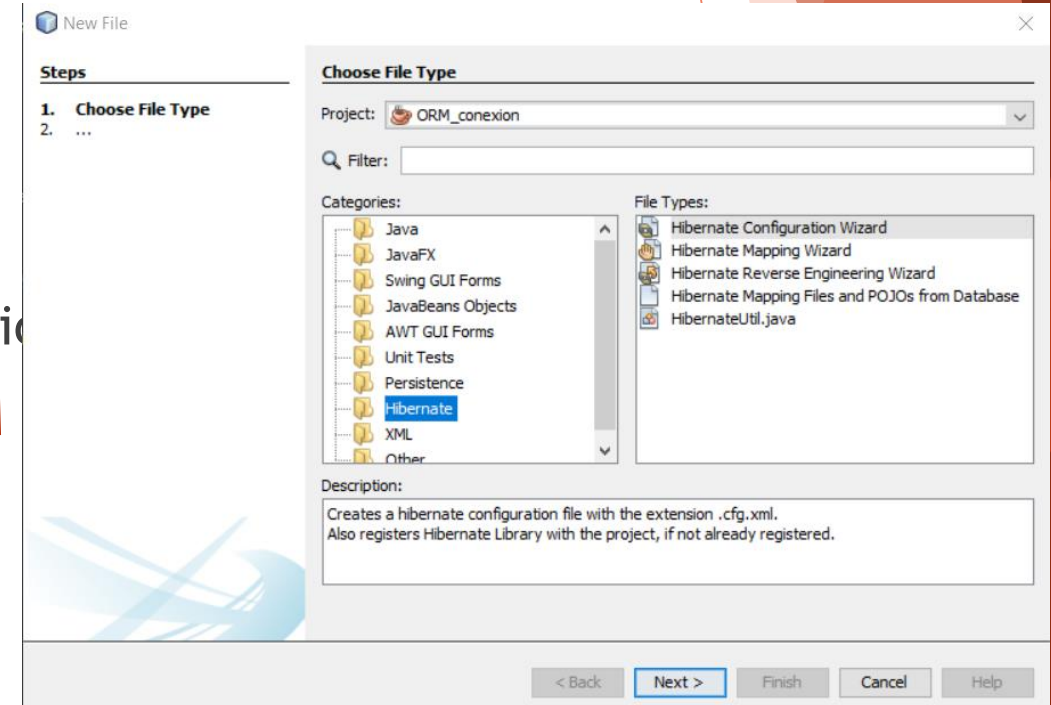 New File
Steps
1. Choose File Type
2. ...
Choose File Type
Project: ORM_conexion
Filter:
Categories:
Java
JavaFX
Swing GUI Forms
JavaBeans Objects
AWT GUI Forms
Unit Tests
Persistence
Hibernate
XML
Other
File Types:
Hibernate Configuration Wizard
Hibernate Mapping Wizard
Hibernate Reverse Engineering Wizard
Hibernate Mapping Files and POJOs from Database
HibernateUtil.java
Description:
Creates a hibernate configuration file with the extension .cfg.xml.
Also registers Hibernate Library with the project, if not already registered.
< Back Next > Finish Cancel Help